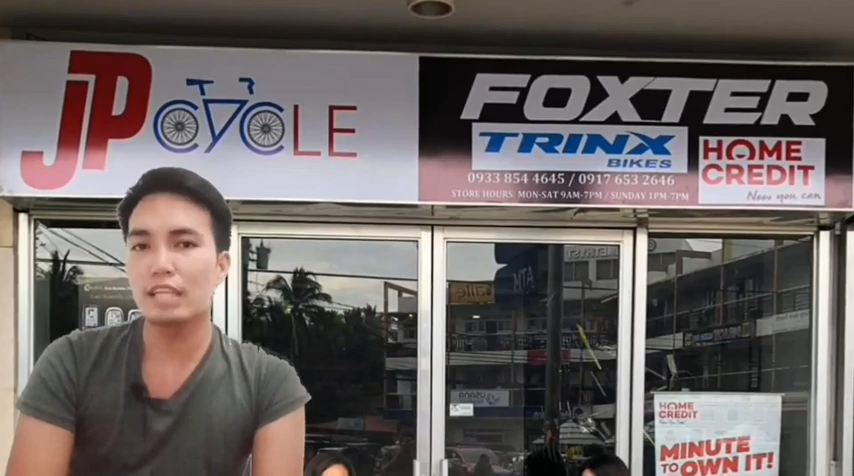 JP CYCLE
FOXTER
TRINX
BIKES
HOME
CREDIT
Now you can
0933 854 4645 / 0917 653 2646
STORE HOURS: MON-SAT 9AM-7PM / SUNDAY 1PM-7PM
ATM
HOME
CREDIT
MINUTE
TO OWN IT!